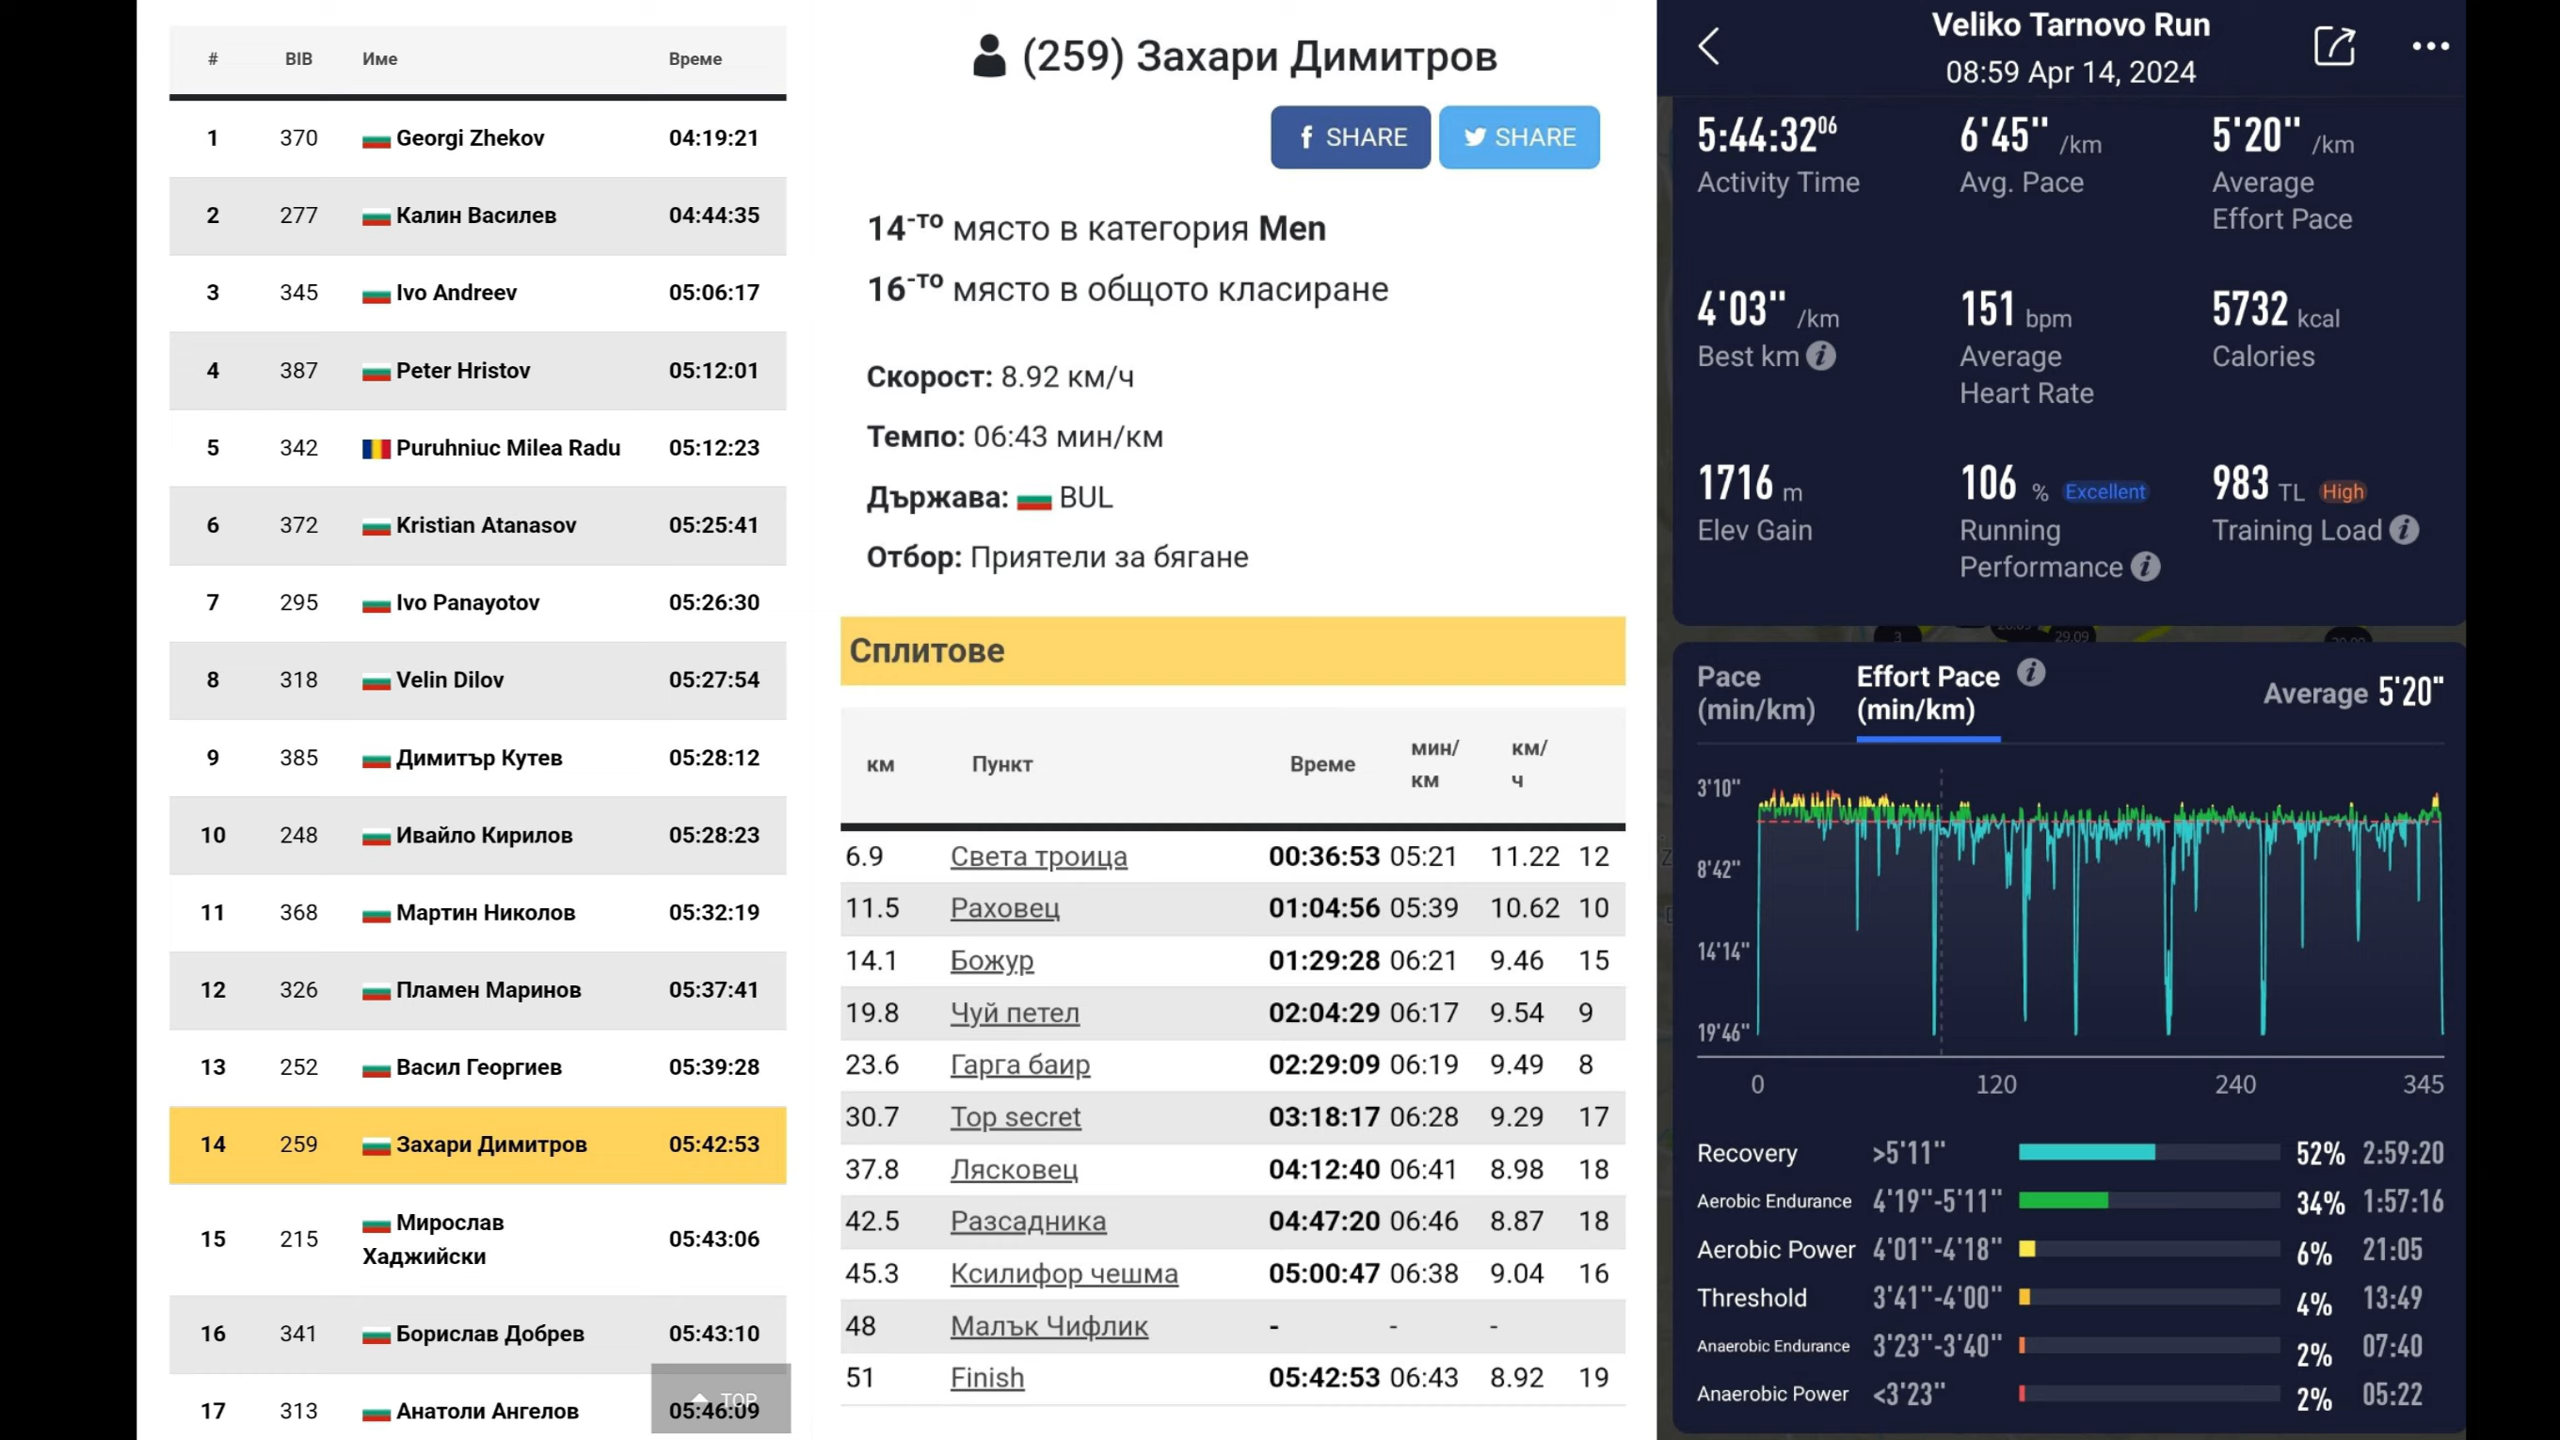 # BIB Име Време
1 370 Georgi Zhekov 04:19:21
2 277 Калин Василев 04:44:35
3 345 Ivo Andreev 05:06:17
4 387 Peter Hristov 05:12:01
5 342 Puruhniuc Milea Radu 05:12:23
6 372 Kristian Atanasov 05:25:41
7 295 Ivo Panayotov 05:26:30
8 318 Velin Dilov 05:27:54
9 385 Димитър Кутев 05:28:12
10 248 Ивайло Кирилов 05:28:23
11 368 Мартин Николов 05:32:19
12 326 Пламен Маринов 05:37:41
13 252 Васил Георгиев 05:39:28
14 259 Захари Димитров 05:42:53
15 215 Мирослав
Хаджийски 05:43:06
16 341 Борислав Добрев 05:43:10
17 313 Анатоли Ангелов 05:46:09
TOP
(259) Захари Димитров
f SHARE SHARE
14-то място в категория Men
16-то място в общото класиране
Скорост: 8.92 км/ч
Темпо: 06:43 мин/км
Държава: BUL
Отбор: Приятели за бягане
Сплитове
км Пункт Време мин/км км/ч
6.9 Света троица 00:36:53 05:21 11.22 12
11.5 Раховец 01:04:56 05:39 10.62 10
14.1 Божур 01:29:28 06:21 9.46 15
19.8 Чуй петел 02:04:29 06:17 9.54 9
23.6 Гарга баир 02:29:09 06:19 9.49 8
30.7 Top secret 03:18:17 06:28 9.29 17
37.8 Лясковец 04:12:40 06:41 8.98 18
42.5 Разсадника 04:47:20 06:46 8.87 18
45.3 Ксилифор чешма 05:00:47 06:38 9.04 16
48 Малък Чифлик - - -
51 Finish 05:42:53 06:43 8.92 19
Veliko Tarnovo Run
08:59 Apr 14, 2024
5:44:32 06 6'45" /km 5'20" /km
Activity Time Avg. Pace Average
Effort Pace
4'03" /km 151 bpm 5732 kcal
Best km Average Calories
Heart Rate
1716 m 106 % Excellent 983 TL High
Elev Gain Running Training Load
Performance
3 29.09
Pace
(min/km)
Effort Pace
(min/km)
Average 5'20"
3'10"
8'42"
14'14"
19'46"
0 120 240 345
Recovery >5'11" 52% 2:59:20
Aerobic Endurance 4'19"-5'11" 34% 1:57:16
Aerobic Power 4'01"-4'18" 6% 21:05
Threshold 3'41"-4'00" 4% 13:49
Anaerobic Endurance 3'23"-3'40" 2% 07:40
Anaerobic Power <3'23" 2% 05:22